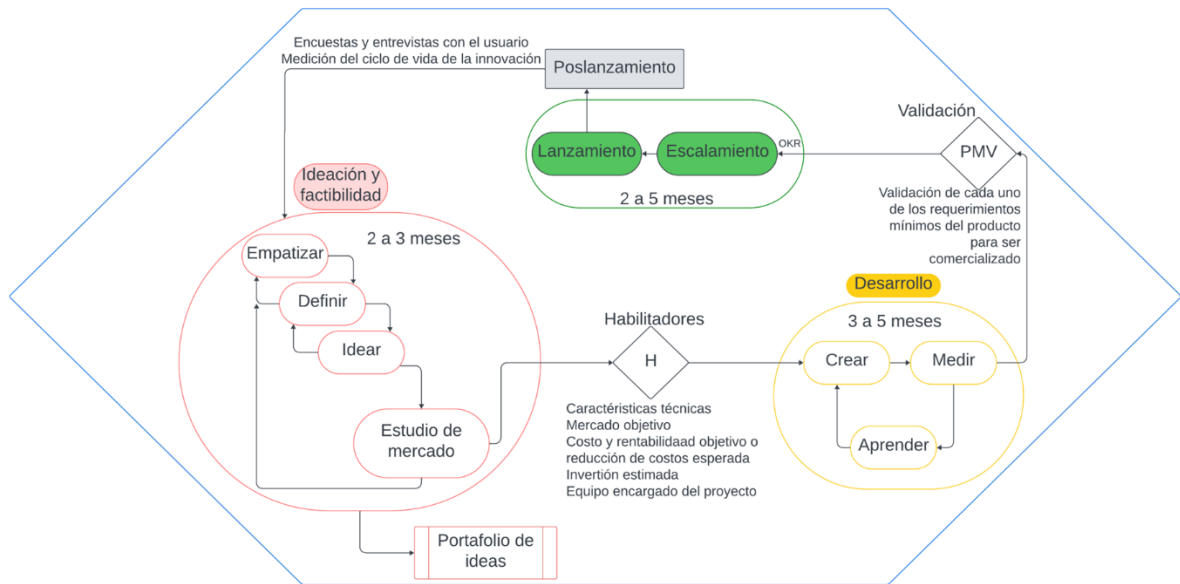 Encuestas y entrevistas con el usuario
Medición del ciclo de vida de la innovación
Poslanzamiento
Lanzamiento
Escalamiento
OKR
2 a 5 meses
Validación
PMV
Validación de cada uno
de los requerimientos
mínimos del producto
para ser
comercializado
Ideación y
factibilidad
2 a 3 meses
Empatizar
Definir
Idear
Estudio de
mercado
Habilitadores
H
Caractéristicas técnicas
Mercado objetivo
Costo y rentabilidaad objetivo o
reducción de costos esperada
Invertión estimada
Equipo encargado del proyecto
Desarrollo
3 a 5 meses
Crear
Medir
Aprender
Portafolio de
ideas